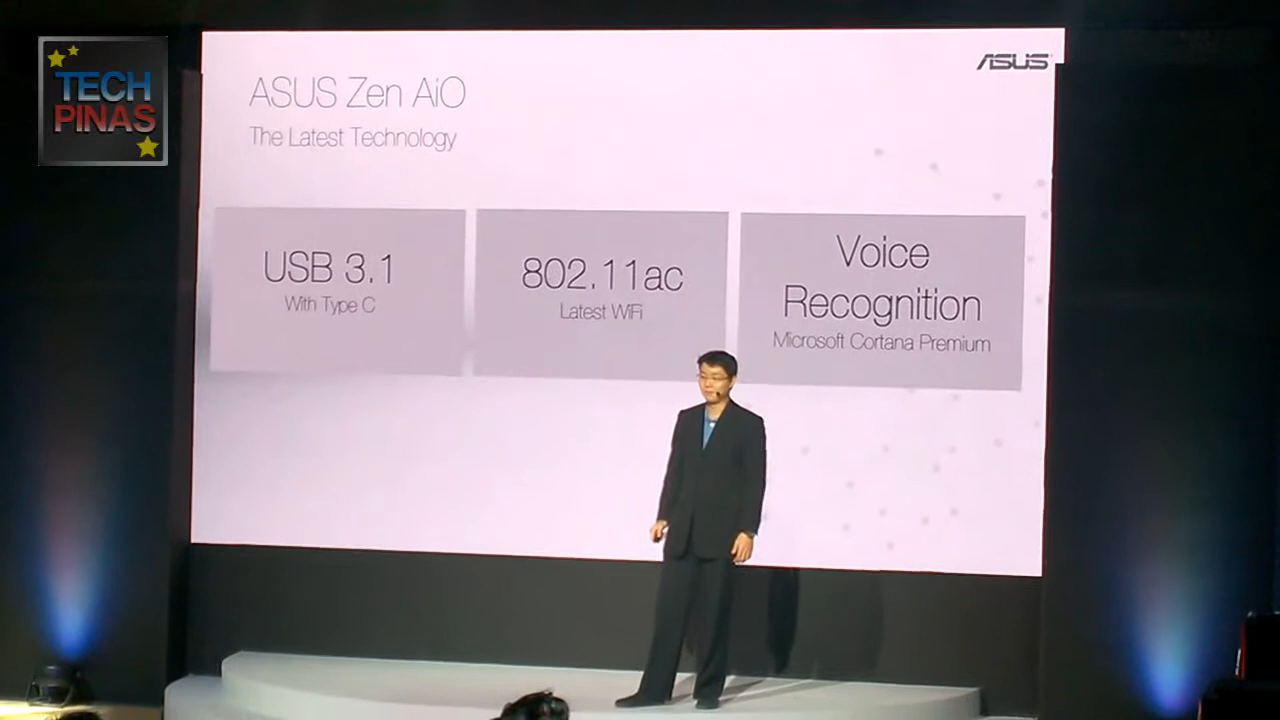 TECH
PINAS
ASUS
ASUS Zen AiO
The Latest Technology
USB 3.1
With Type C
802.11ac
Latest WiFi
Voice
Recognition
Microsoft Cortana Premium